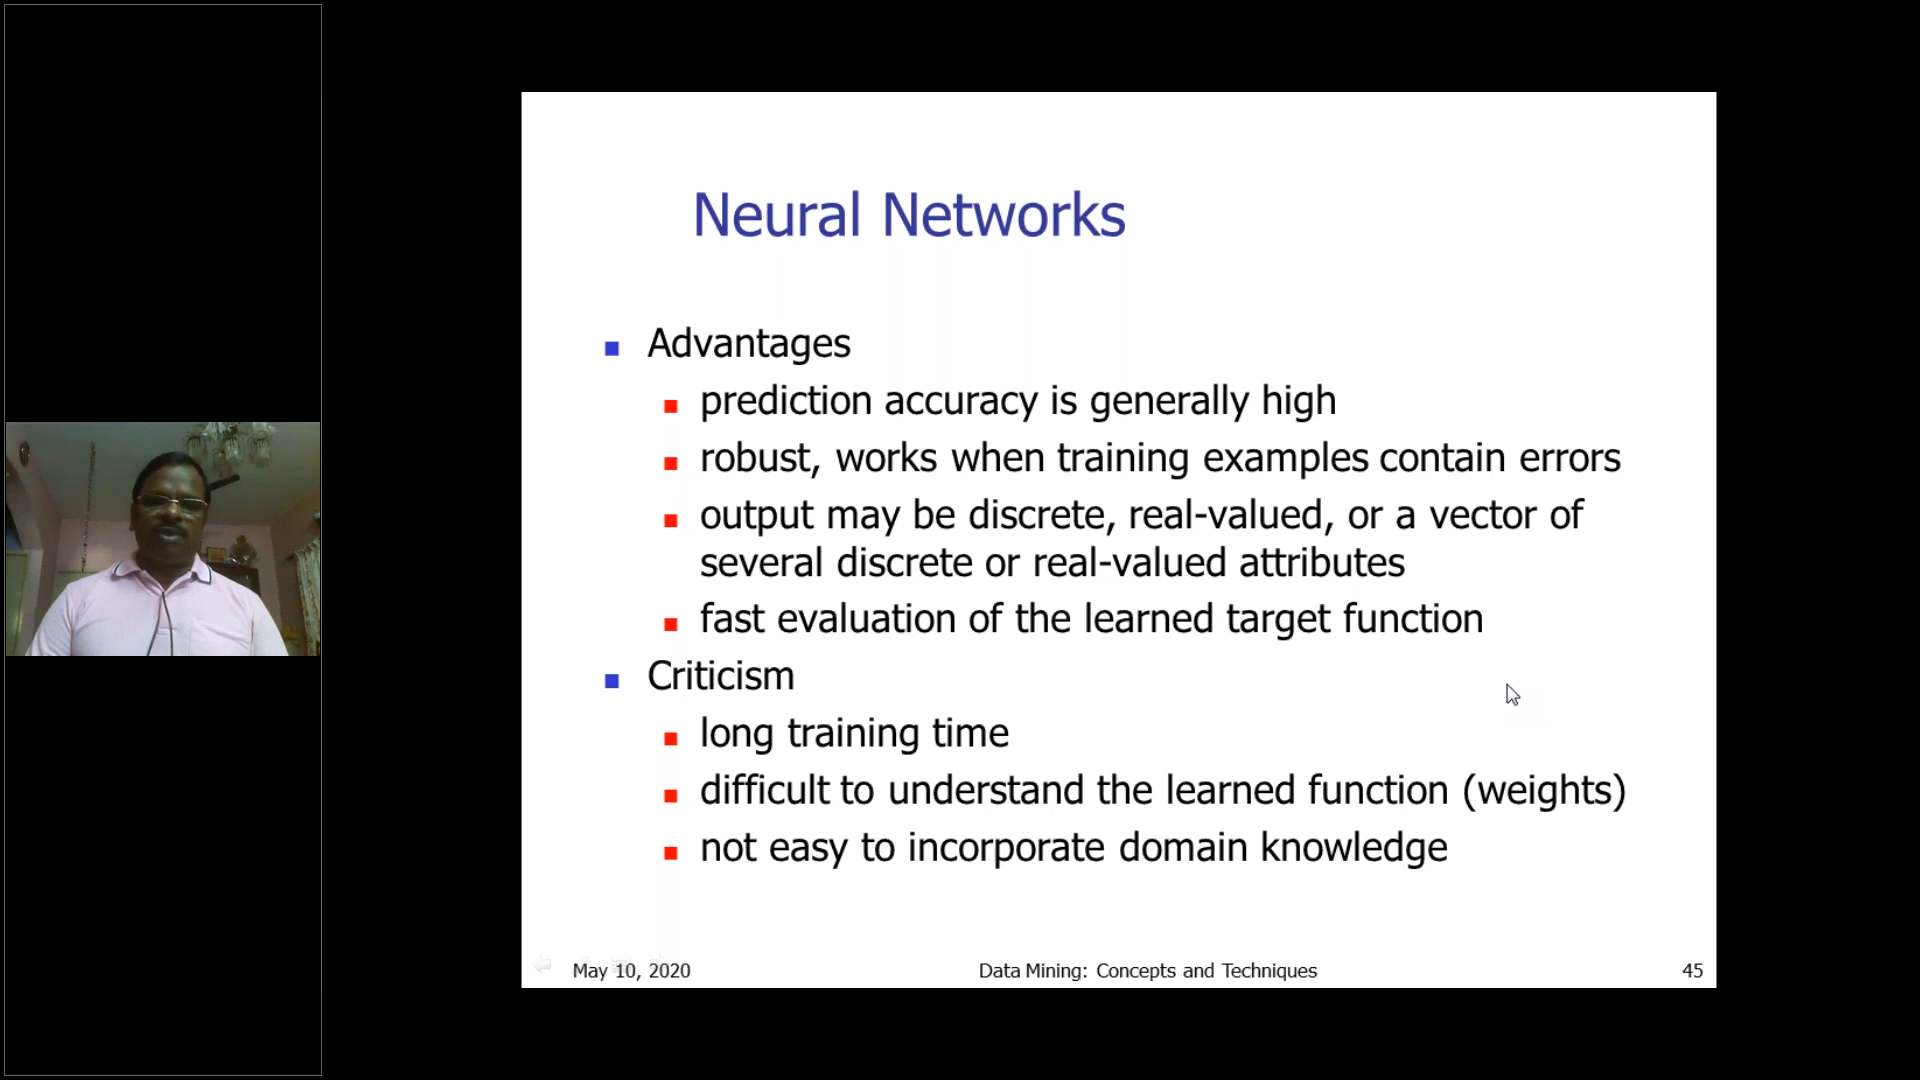 Neural Networks
Advantages
prediction accuracy is generally high
robust, works when training examples contain errors
output may be discrete, real-valued, or a vector of
several discrete or real-valued attributes
fast evaluation of the learned target function
Criticism
long training time
difficult to understand the learned function (weights)
not easy to incorporate domain knowledge
May 10, 2020
Data Mining: Concepts and Techniques
45